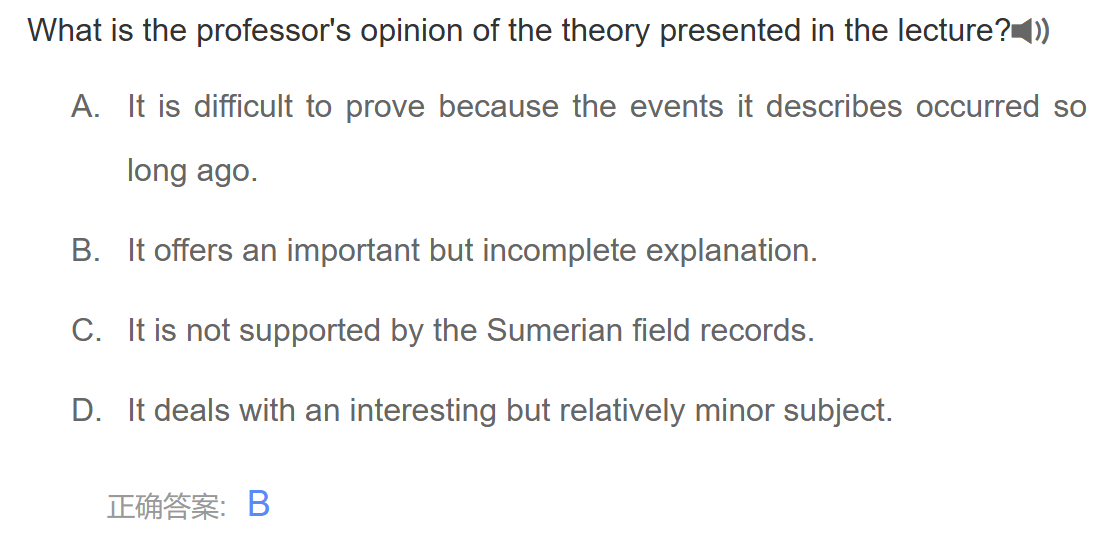 What is the professor's opinion of the theory presented in the lecture?
A. It is difficult to prove because the events it describes occurred so
long ago.
B. It offers an important but incomplete explanation.
C. It is not supported by the Sumerian field records.
D. It deals with an interesting but relatively minor subject.
正确答案: B